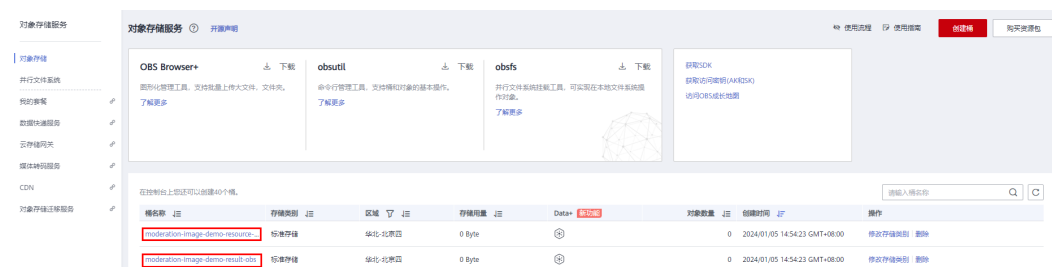 对象存储服务
对象存储
并行文件系统
我的套餐
数据快递服务
云存储网关
媒体转码服务
CDN
对象存储迁移服务
对象存储服务 开源声明
使用流程 使用指南 创建桶 购买资源包
OBS Browser+ 下载
图形化管理工具，支持批量上传大文件、文件夹。
了解更多
obsutil 下载
命令行管理工具，支持桶和对象的基本操作。
了解更多
obsfs 下载
并行文件系统挂载工具，可实现在本地文件系统操
作对象。
了解更多
获取SDK
获取访问密钥(AK和SK)
访问OBS成长地图
在控制台上您还可以创建40个桶。 请输入桶名称
桶名称 存储类别 区域 存储用量 Data+ 新功能 对象数量 创建时间 操作
moderation-image-demo-resource-... 标准存储 华北-北京四 0 Byte 0 2024/01/05 14:54:23 GMT+08:00 修改存储类别 删除
moderation-image-demo-result-obs 标准存储 华北-北京四 0 Byte 0 2024/01/05 14:54:23 GMT+08:00 修改存储类别 删除